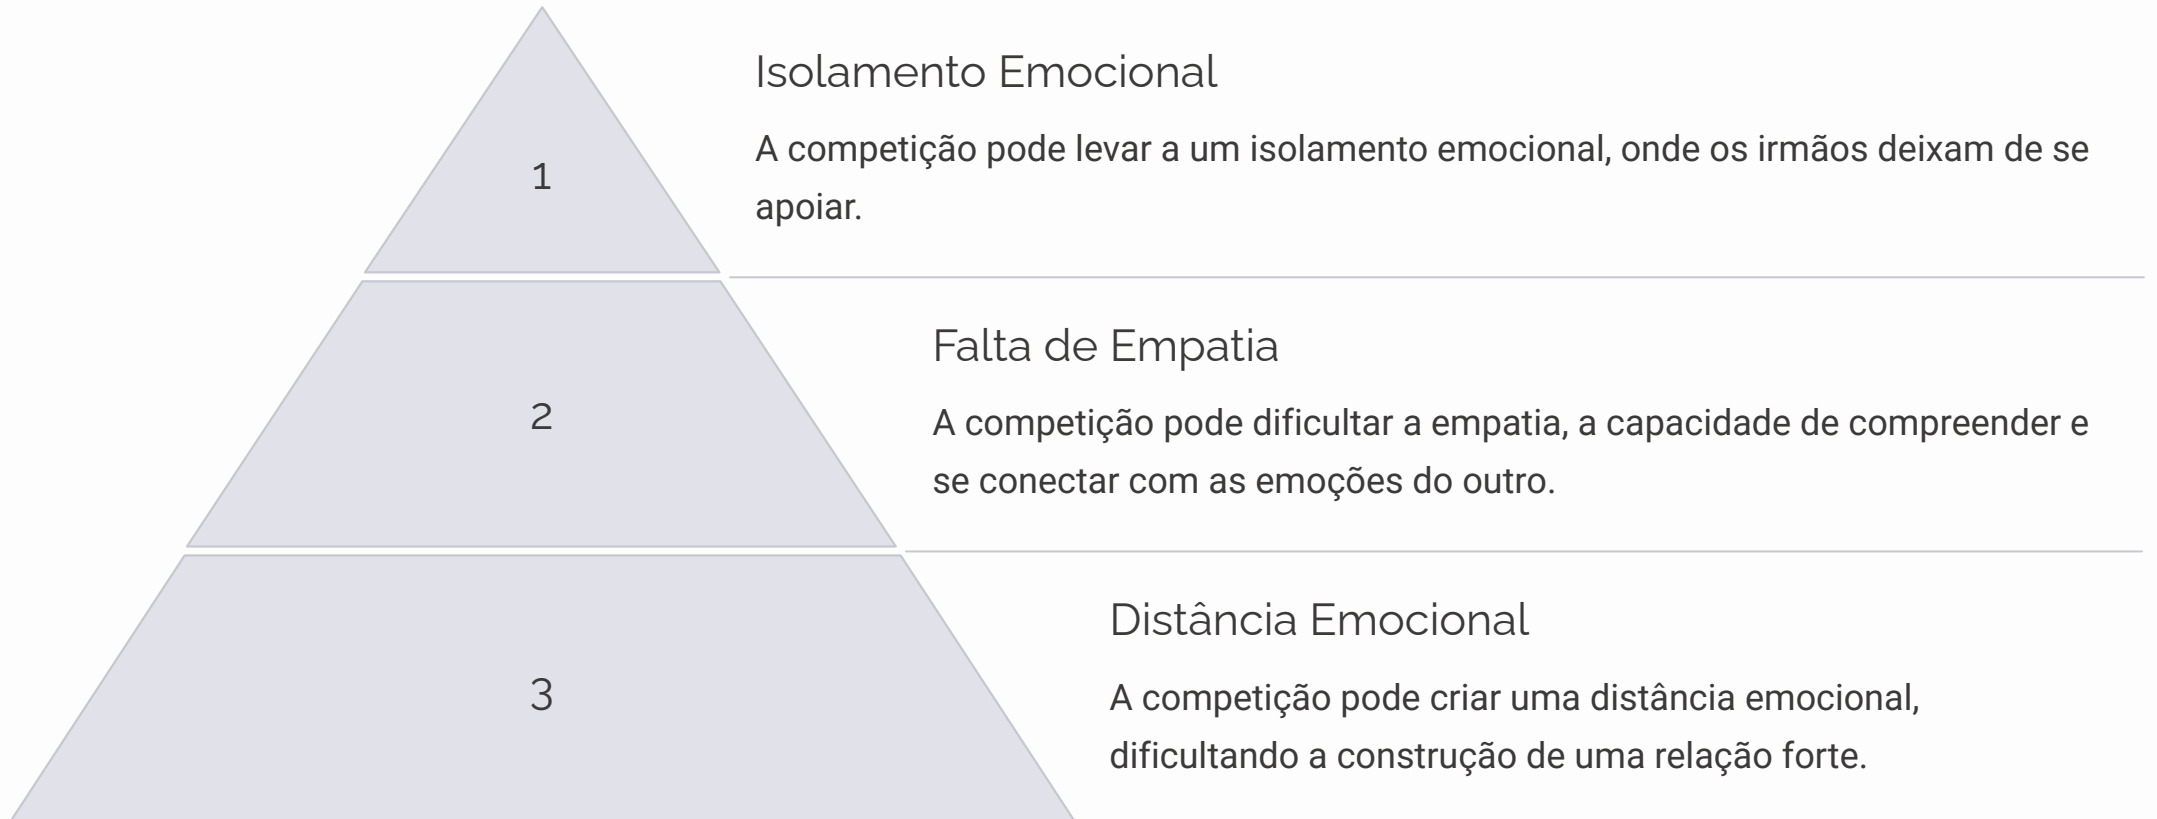 1
Isolamento Emocional
A competição pode levar a um isolamento emocional, onde os irmãos deixam de se
apoiar.
2
Falta de Empatia
A competição pode dificultar a empatia, a capacidade de compreender e
se conectar com as emoções do outro.
3
Distância Emocional
A competição pode criar uma distância emocional,
dificultando a construção de uma relação forte.